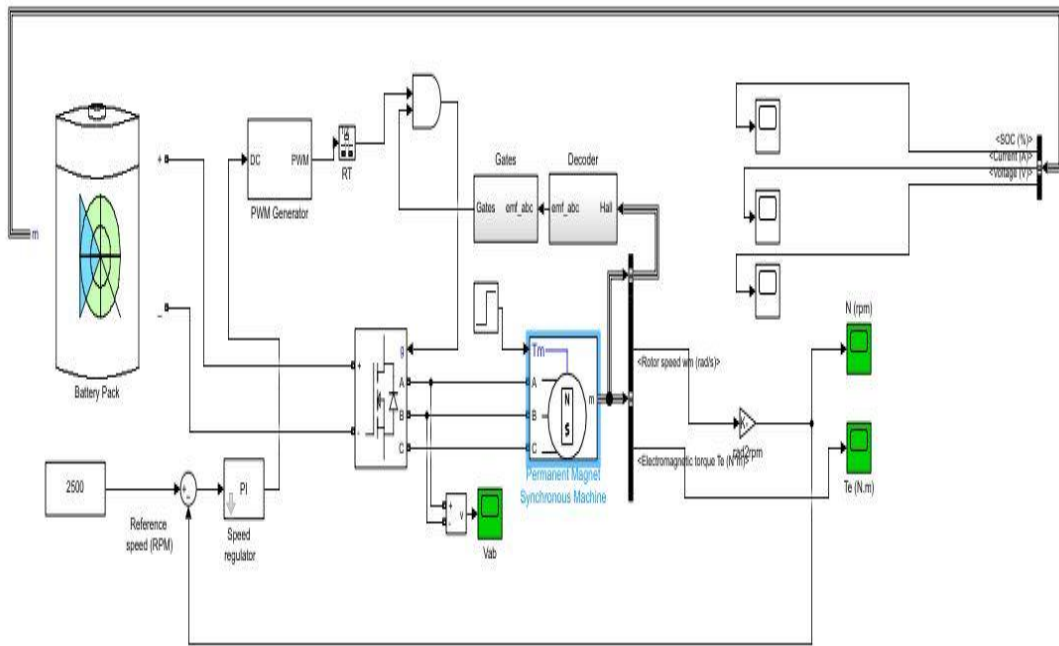 <SOC (%)>
<Current (A)>
<Voltage (V)>
+
m
DC
PWM
PWM Generator
RT
Gates
Decoder
Gates
emf_abc
emf_abc
Hall
N (rpm)
_
Battery Pack
g
+
A
B
-
C
Tm
A
B
C
N
S
m
<Rotor speed wm (rad/s)>
K-
rad2rpm
<Electromagnetic torque Te (N*m)>
Te (N.m)
Permanent Magnet
Synchronous Machine
2500
+
-
PI
Reference
speed (RPM)
Speed
regulator
+
-
v
Vab